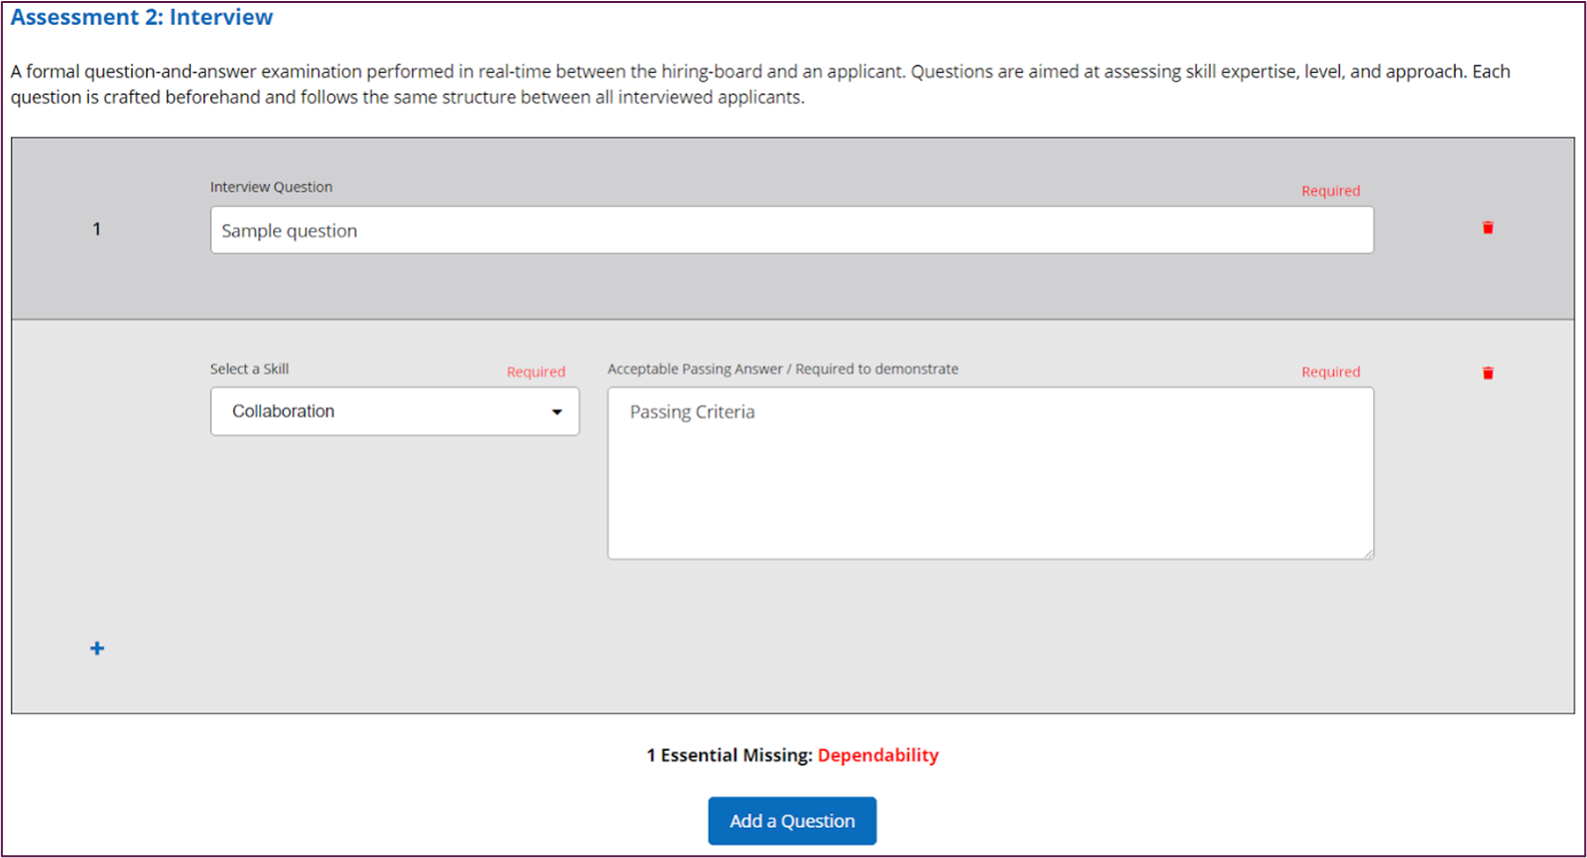 Assessment 2: Interview
A formal question-and-answer examination performed in real-time between the hiring-board and an applicant. Questions are aimed at assessing skill expertise, level, and approach. Each
question is crafted beforehand and follows the same structure between all interviewed applicants.
Interview Question Required
1 Sample question
Select a Skill Required Acceptable Passing Answer / Required to demonstrate Required
Collaboration Passing Criteria
+
1 Essential Missing: Dependability
Add a Question